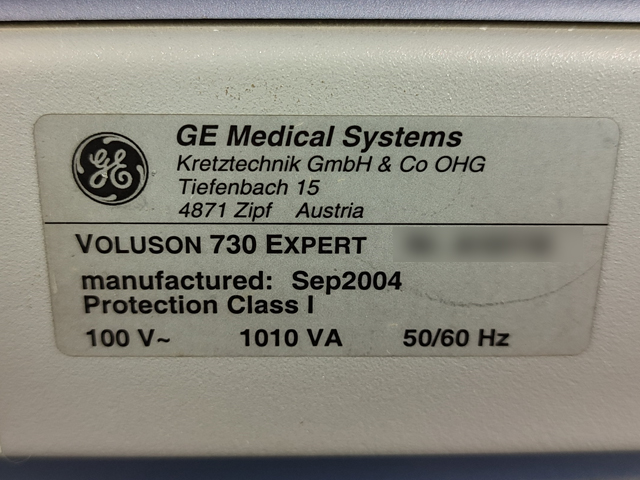 GE
GE Medical Systems
Kretztechnik GmbH & Co OHG
Tiefenbach 15
4871 Zipf Austria
VOLUSON 730 EXPERT
manufactured: Sep2004
Protection Class I
100 V~ 1010 VA 50/60 Hz